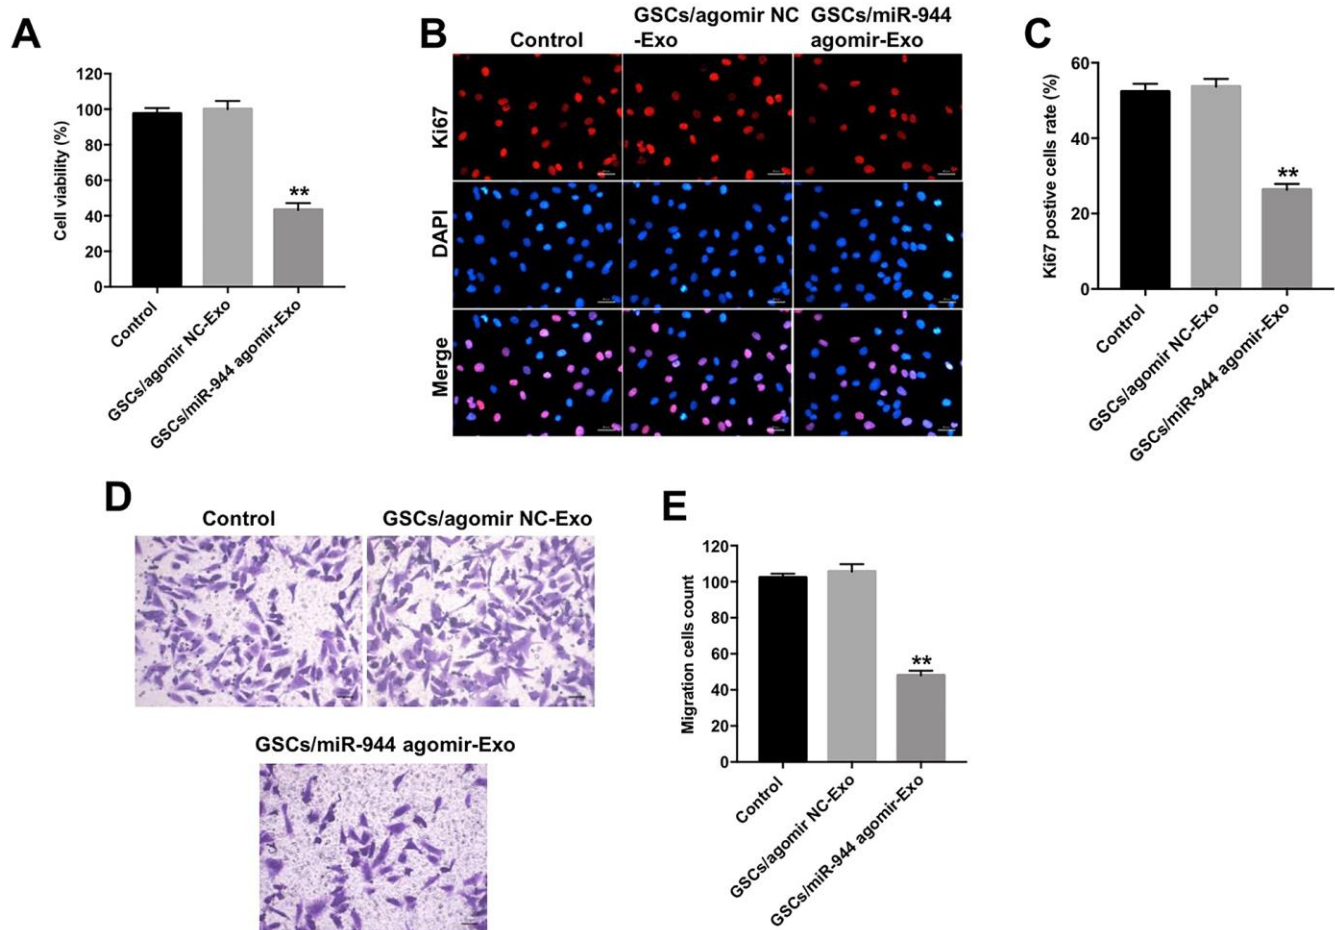 A
Cell viability (%)
120
100
80
60
40
20
0
**
Control
GSCs/agomir NC-Exo
GSCs/miR-944 agomir-Exo
B
Control
GSCs/agomir NC
-Exo
GSCs/miR-944
agomir-Exo
Ki67
DAPI
Merge
C
Ki67 postive cells rate (%)
60
40
20
0
**
Control
GSCs/agomir NC-Exo
GSCs/miR-944 agomir-Exo
D
Control
GSCs/agomir NC-Exo
GSCs/miR-944 agomir-Exo
E
Migration cells count
120
100
80
60
40
20
0
**
Control
GSCs/agomir NC-Exo
GSCs/miR-944 agomir-Exo